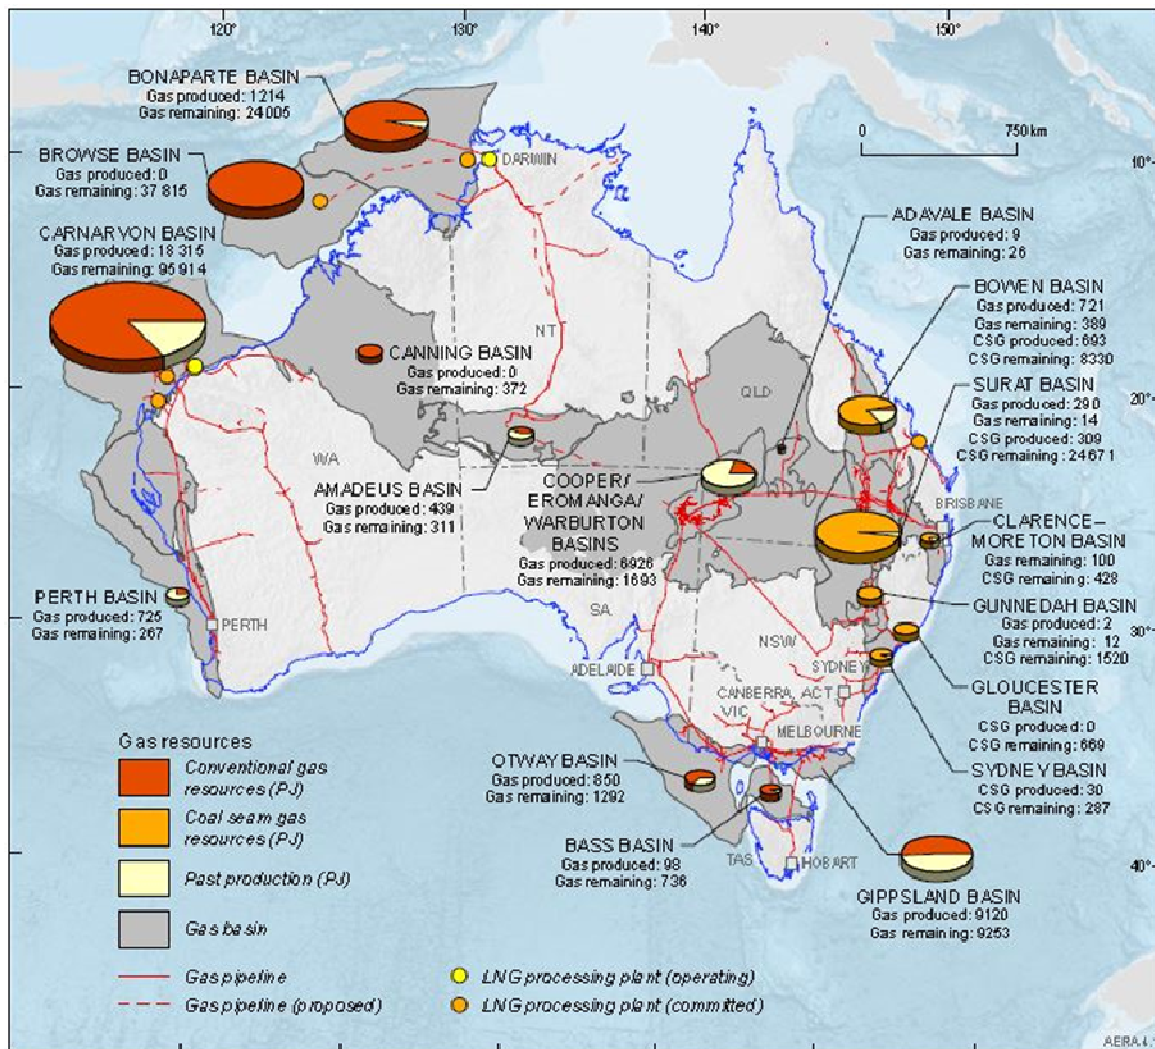 120°
130°
140°
150°
BONAPARTE BASIN
Gas produced: 1214
Gas remaining: 24 005
0
750 km
BROWSE BASIN
Gas produced: 0
Gas remaining: 37 815
DARWIN
10°
ADAVALE BASIN
Gas produced: 9
Gas remaining: 26
CARNARVON BASIN
Gas produced: 18 315
Gas remaining: 95 914
BOWEN BASIN
Gas produced: 721
Gas remaining: 389
CSG produced: 693
CSG remaining: 8330
NT
CANNING BASIN
Gas produced: 0
Gas remaining: 372
QLD
20°
SURAT BASIN
Gas produced: 290
Gas remaining: 14
CSG produced: 309
CSG remaining: 24 671
WA
AMADEUS BASIN
Gas produced: 439
Gas remaining: 311
COOPER/
EROMANGA/
WARBURTON
BASINS
Gas produced: 6926
Gas remaining: 1693
BRISBANE
CLARENCE–
MORETON BASIN
Gas remaining: 100
CSG remaining: 428
PERTH BASIN
Gas produced: 725
Gas remaining: 267
PERTH
SA
GUNNEDAH BASIN
Gas produced: 2
Gas remaining: 12
CSG remaining: 1520
30°
NSW
ADELAIDE
SYDNEY
CANBERRA, ACT
VIC
MELBOURNE
GLOUCESTER
BASIN
CSG produced: 0
CSG remaining: 669
SYDNEY BASIN
CSG produced: 30
CSG remaining: 287
OTWAY BASIN
Gas produced: 850
Gas remaining: 1292
BASS BASIN
Gas produced: 98
Gas remaining: 736
TAS
HOBART
40°
GIPPSLAND BASIN
Gas produced: 9120
Gas remaining: 9253
Gas resources
Conventional gas
resources (PJ)
Coal seam gas
resources (PJ)
Past production (PJ)
Gas basin
Gas pipeline
Gas pipeline (proposed)
LNG processing plant (operating)
LNG processing plant (committed)